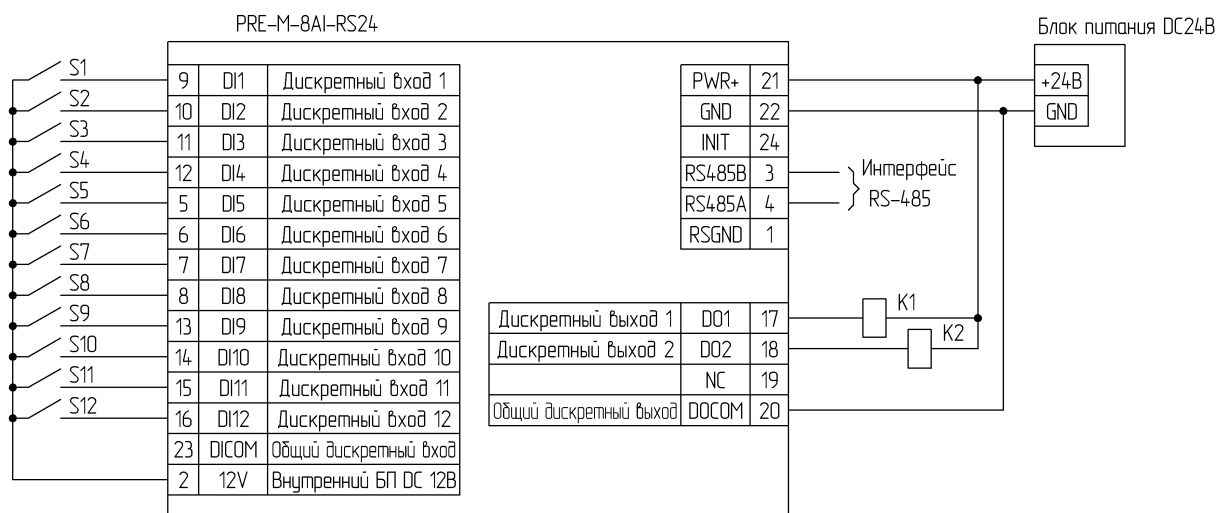 PRE-M-8AI-RS24
Блок питания DC24В
S1
9 DI1 Дискретный вход 1
S2
10 DI2 Дискретный вход 2
S3
11 DI3 Дискретный вход 3
S4
12 DI4 Дискретный вход 4
S5
5 DI5 Дискретный вход 5
S6
6 DI6 Дискретный вход 6
S7
7 DI7 Дискретный вход 7
S8
8 DI8 Дискретный вход 8
S9
13 DI9 Дискретный вход 9
S10
14 DI10 Дискретный вход 10
S11
15 DI11 Дискретный вход 11
S12
16 DI12 Дискретный вход 12
23 DICOM Общий дискретный вход
2 12V Внутренний БП DC 12В
PWR+ 21
GND 22
INIT 24
RS485B 3
RS485A 4
RSGND 1
Интерфейс
RS-485
+24В
GND
Дискретный выход 1 DO1 17
K1
Дискретный выход 2 DO2 18
K2
NC 19
Общий дискретный выход DOCOM 20